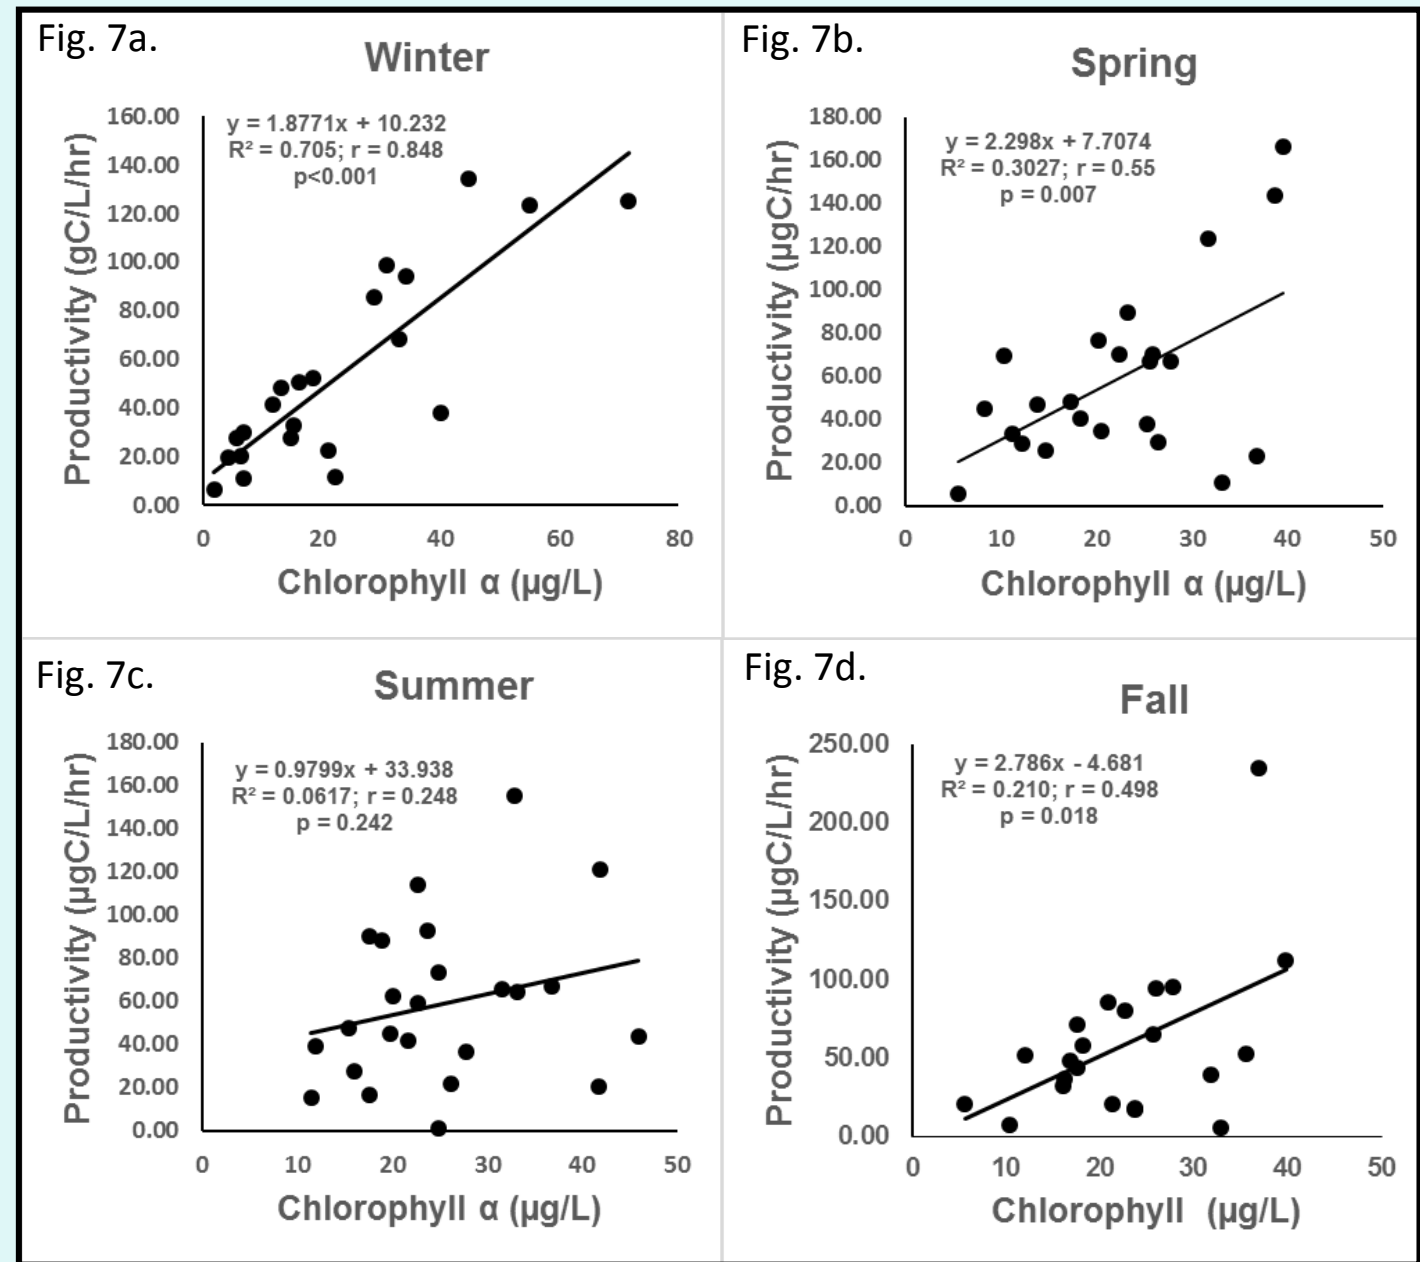 Fig. 7a.
Winter
y = 1.8771x + 10.232
R² = 0.705; r = 0.848
p<0.001
Productivity (gC/L/hr)
160.00
140.00
120.00
100.00
80.00
60.00
40.00
20.00
0.00
0 20 40 60 80
Chlorophyll α (µg/L)
Fig. 7b.
Spring
y = 2.298x + 7.7074
R² = 0.3027; r = 0.55
p = 0.007
Productivity (µgC/hr)
180.00
160.00
140.00
120.00
100.00
80.00
60.00
40.00
20.00
0.00
0 10 20 30 40 50
Chlorophyll α (µg/L)
Fig. 7c.
Summer
y = 0.9799x + 33.938
R² = 0.0617; r = 0.248
p = 0.242
Productivity (µgC/L/hr)
180.00
160.00
140.00
120.00
100.00
80.00
60.00
40.00
20.00
0.00
0 10 20 30 40 50
Chlorophyll α (µg/L)
Fig. 7d.
Fall
y = 2.786x - 4.681
R² = 0.210; r = 0.498
p = 0.018
Productivity (µgC/L/hr)
250.00
200.00
150.00
100.00
50.00
0.00
0 10 20 30 40 50
Chlorophyll (µg/L)